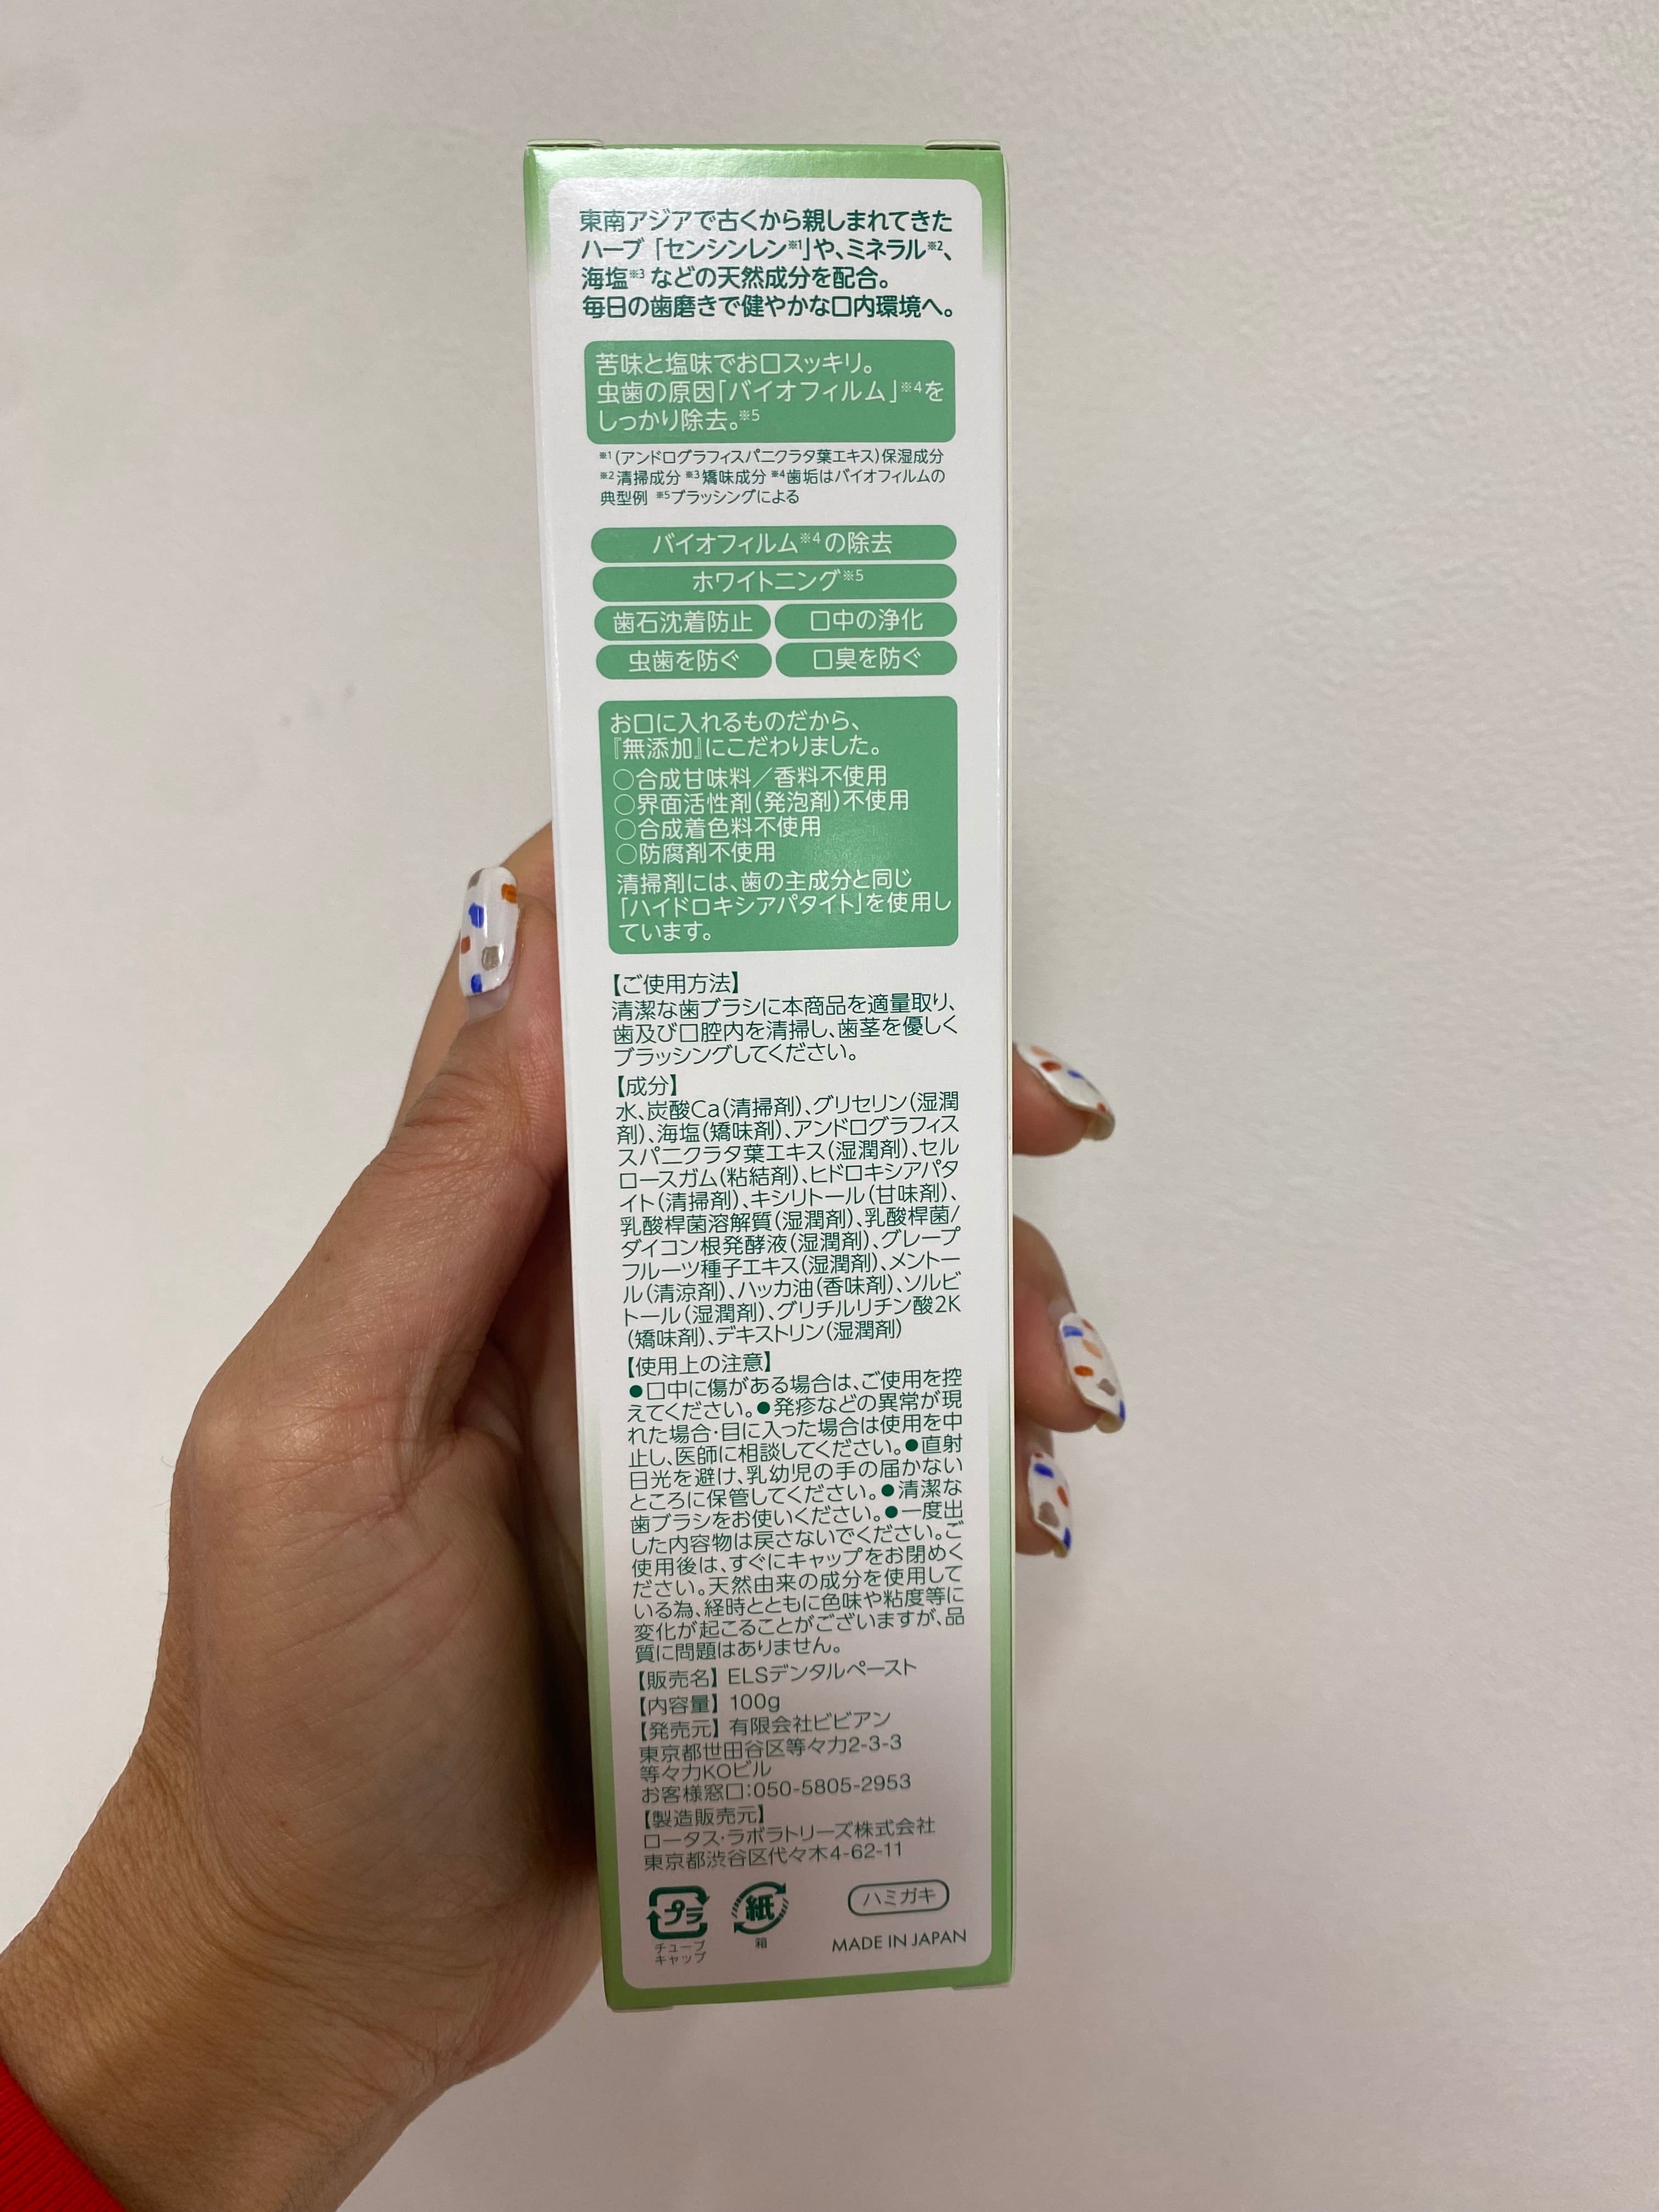 東南アジアで古くから親しまれてきた
ハーブ「センシンレン※1」や、ミネラル※2、
海塩※3などの天然成分を配合。
毎日の歯磨きで健やかな口内環境へ。
苦味と塩味でお口スッキリ。
虫歯の原因「バイオフィルム」※4を
しっかり除去。※5
※1(アンドログラフィスパニクラタ葉エキス)保湿成分
※2清掃成分 ※3矯味成分 ※4歯垢はバイオフィルムの
典型例 ※5ブラッシングによる
バイオフィルム※4の除去
ホワイトニング※5
歯石沈着防止 口中の浄化
虫歯を防ぐ 口臭を防ぐ
お口に入れるものだから、
『無添加』にこだわりました。
○合成甘味料／香料不使用
○界面活性剤(発泡剤)不使用
○合成着色料不使用
○防腐剤不使用
清掃剤には、歯の主成分と同じ
「ハイドロキシアパタイト」を使用し
ています。
【ご使用方法】
清潔な歯ブラシに本商品を適量取り、
歯及び口腔内を清掃し、歯茎を優しく
ブラッシングしてください。
【成分】
水、炭酸Ca(清掃剤)、グリセリン(湿潤
剤)、海塩(矯味剤)、アンドログラフィス
スパニクラタ葉エキス(湿潤剤)、セル
ロースガム(粘結剤)、ヒドロキシアパタ
イト(清掃剤)、キシリトール(甘味剤)、
乳酸桿菌溶解質(湿潤剤)、乳酸桿菌/
ダイコン根発酵液(湿潤剤)、グレープ
フルーツ種子エキス(湿潤剤)、メントー
ル(清涼剤)、ハッカ油(香味剤)、ソルビ
トール(湿潤剤)、グリチルリチン酸2K
(矯味剤)、デキストリン(湿潤剤)
【使用上の注意】
●口中に傷がある場合は、ご使用を控
えてください。●発疹などの異常が現
れた場合・目に入った場合は使用を中
止し、医師に相談してください。●直射
日光を避け、乳幼児の手の届かない
ところに保管してください。●清潔な
歯ブラシをお使いください。●一度出
した内容物は戻さないでください。ご
使用後は、すぐにキャップをお閉めく
ださい。天然由来の成分を使用して
いる為、経時とともに色味や粘度等に
変化が起こることがございますが、品
質に問題はありません。
【販売名】ELSデンタルペースト
【内容量】100g
【発売元】有限会社ビビアン
東京都世田谷区等々力2-3-3
等々力KOビル
お客様窓口:050-5805-2953
【製造販売元】
ロータス・ラボラトリーズ株式会社
東京都渋谷区代々木4-62-11
プラ 紙 ハミガキ
チューブ 箱
キャップ
MADE IN JAPAN